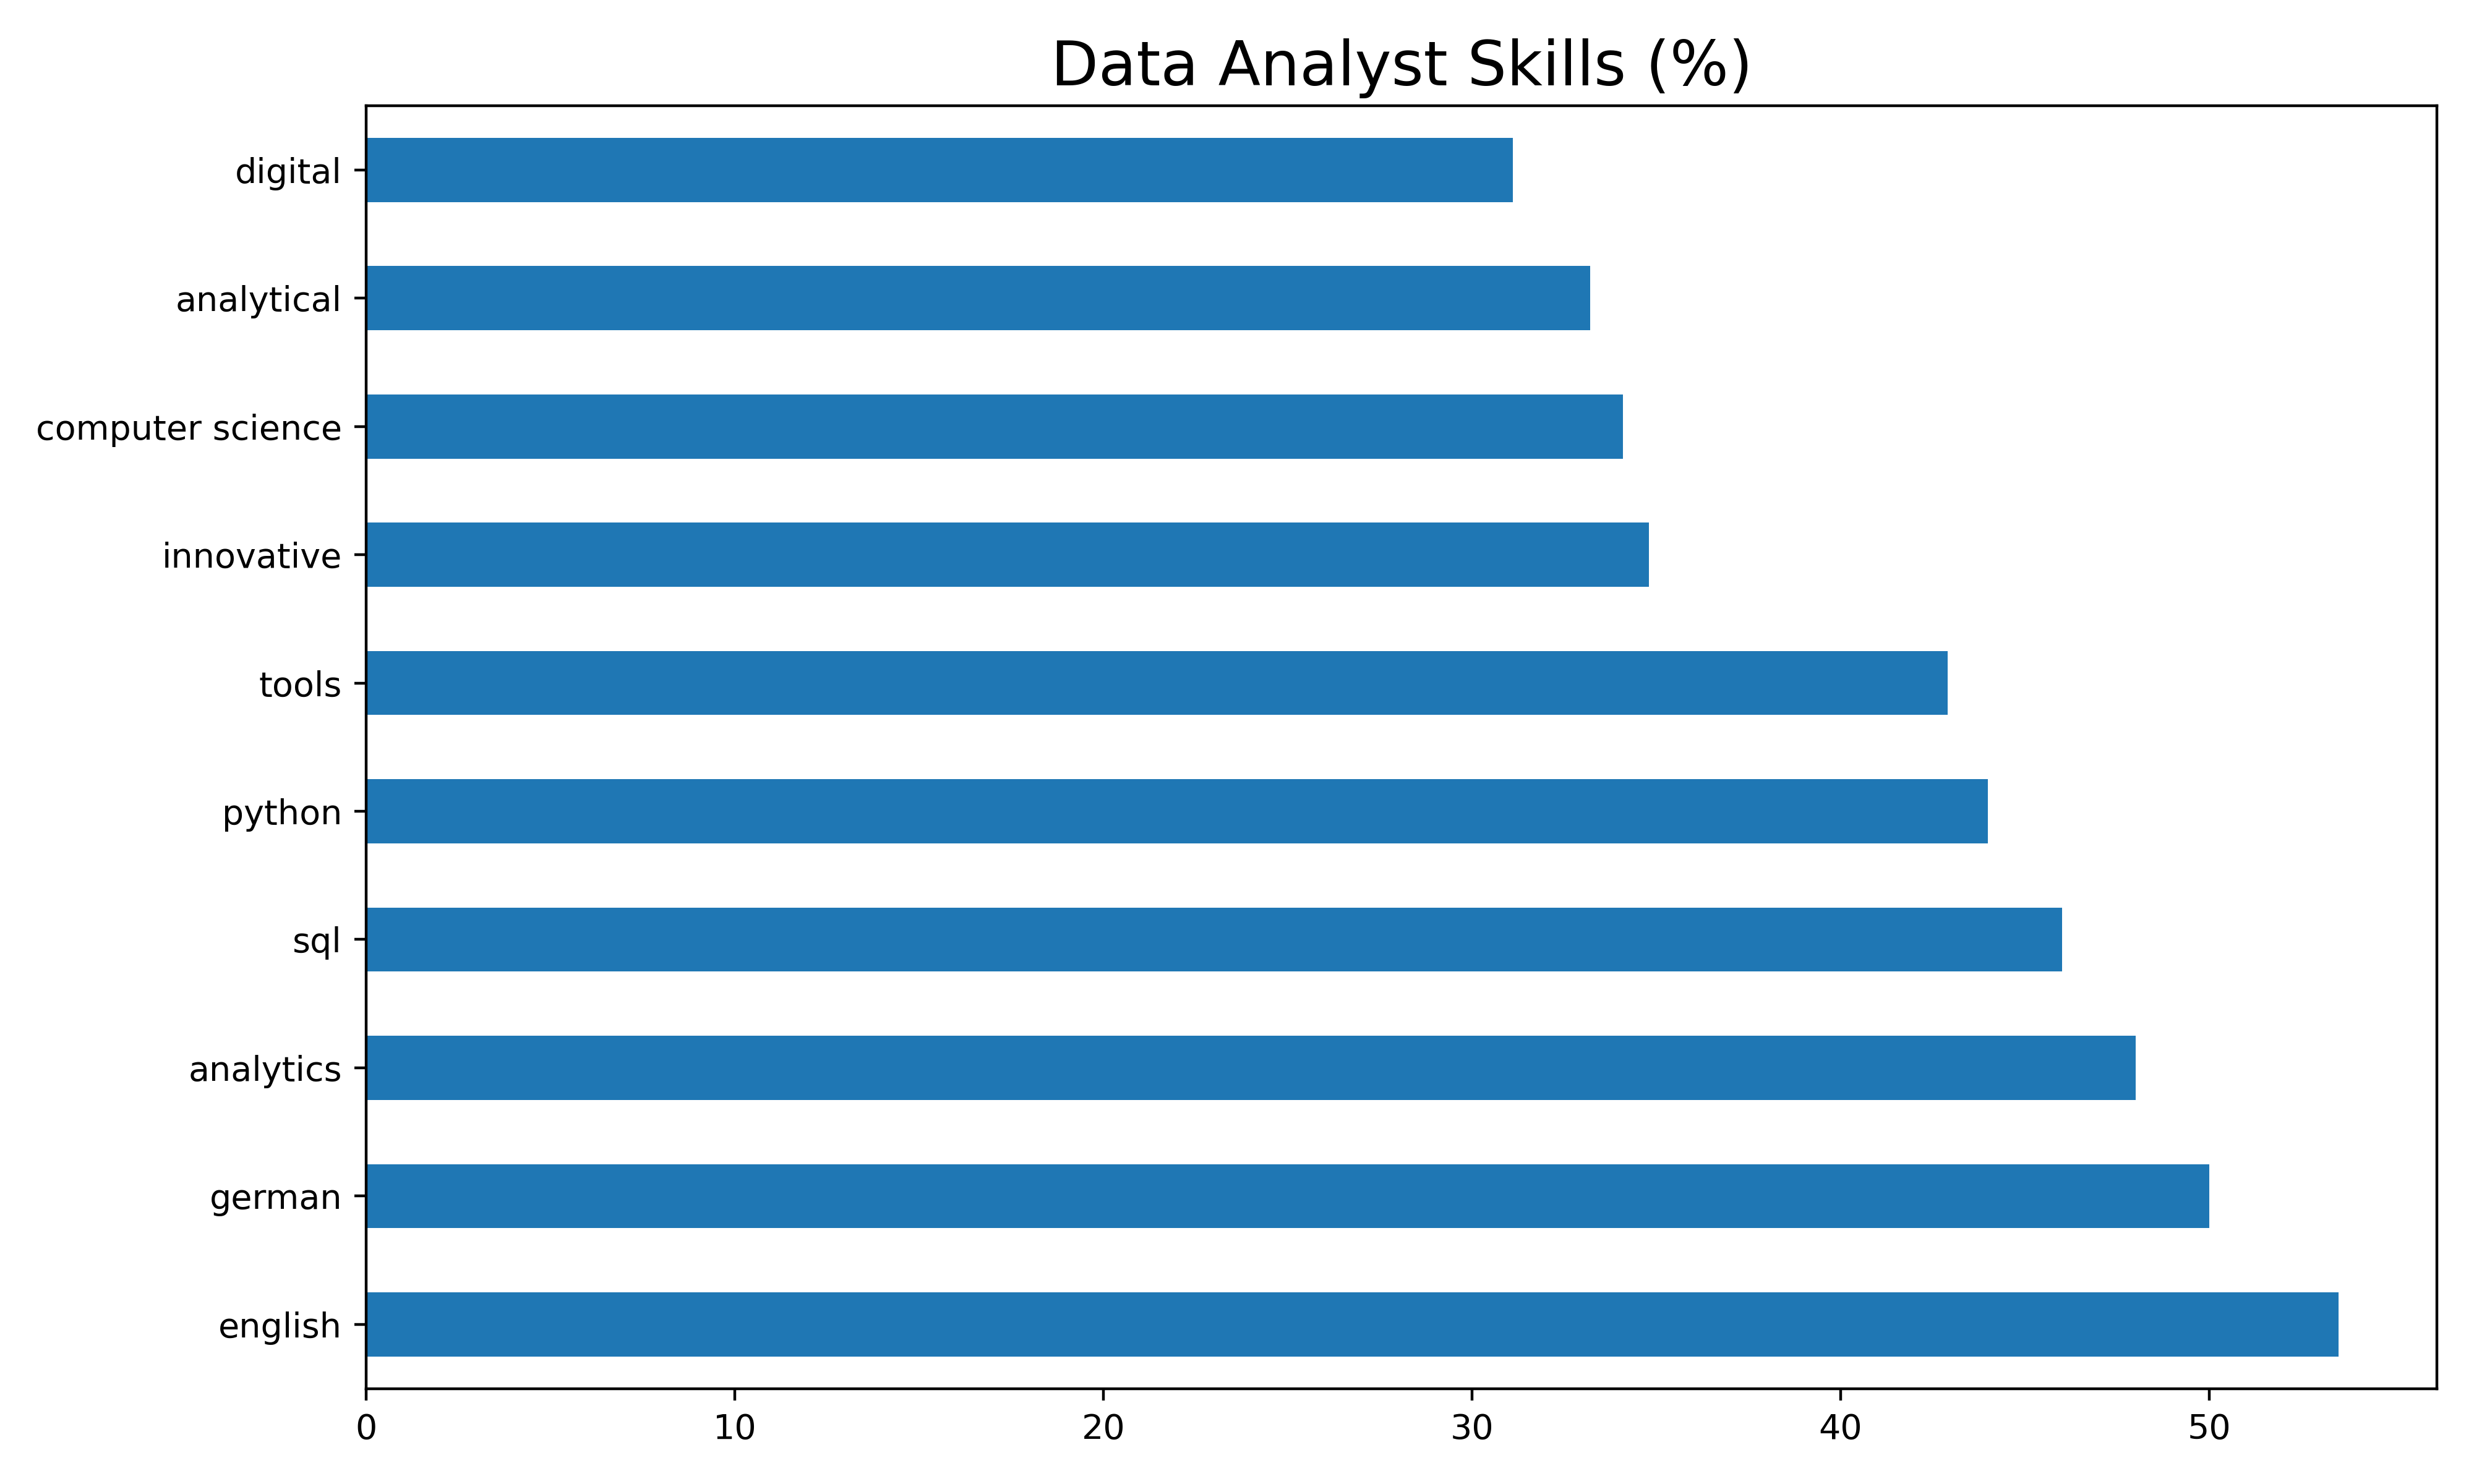 Data Analyst Skills (%)
digital
analytical
computer science
innovative
tools
python
sql
analytics
german
english
0 10 20 30 40 50